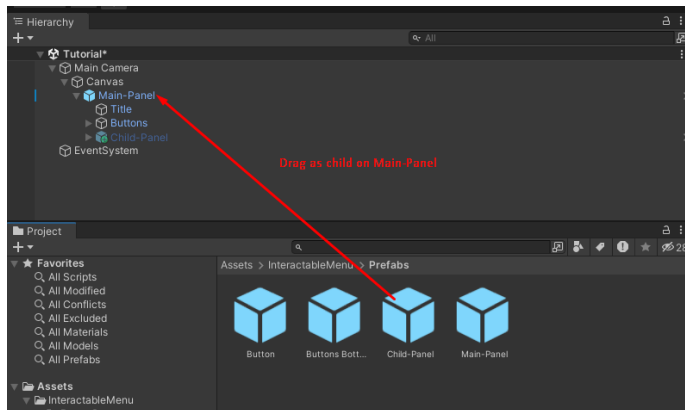 Hierarchy
All
Tutorial*
Main Camera
Canvas
Main-Panel
Title
Buttons
Child-Panel
EventSystem
Drag as child on Main-Panel
Project
28
Favorites
All Scripts
All Modified
All Conflicts
All Excluded
All Materials
All Models
All Prefabs
Assets
InteractableMenu
Assets > InteractableMenu > Prefabs
Button
Buttons Bott...
Child-Panel
Main-Panel